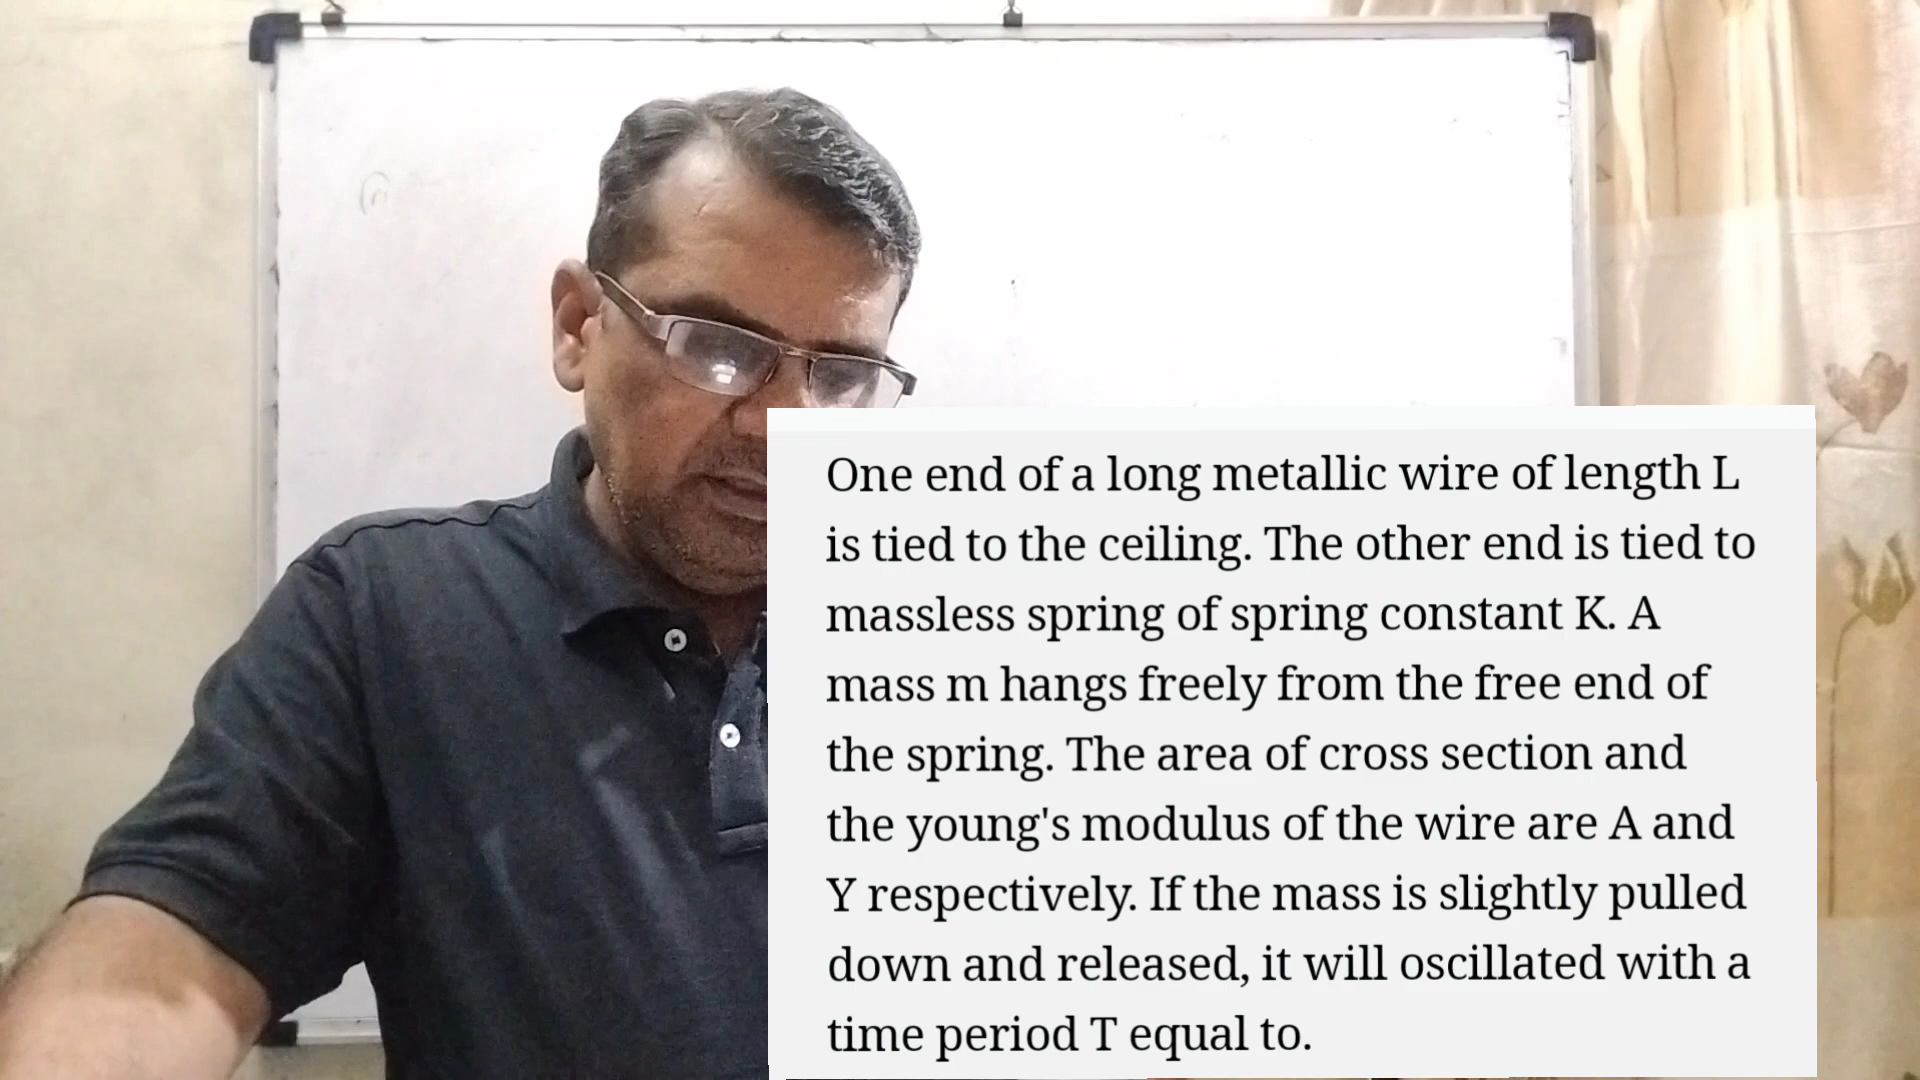 One end of a long metallic wire of length L
is tied to the ceiling. The other end is tied to
massless spring of spring constant K. A
mass m hangs freely from the free end of
the spring. The area of cross section and
the young's modulus of the wire are A and
Y respectively. If the mass is slightly pulled
down and released, it will oscillated with a
time period T equal to.